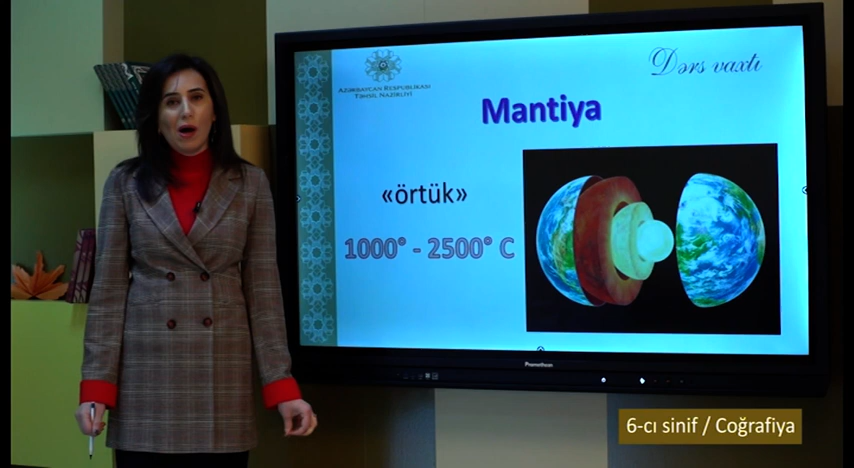 Dərs vaxtı
AZƏRBAYCAN RESPUBLİKASI
TƏHSİL NAZİRLİYİ
Mantiya
«örtük»
1000° - 2500° C
Promethean
6-cı sinif / Coğrafiya